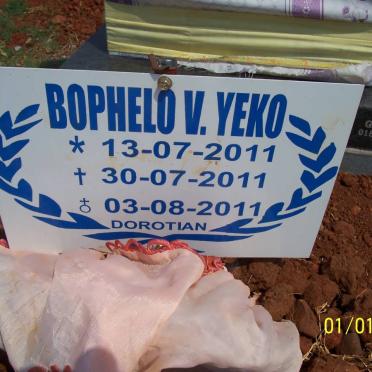 BOPHELO V. YEKO
* 13-07-2011
† 30-07-2011
♁ 03-08-2011
DOROTIAN
01/01